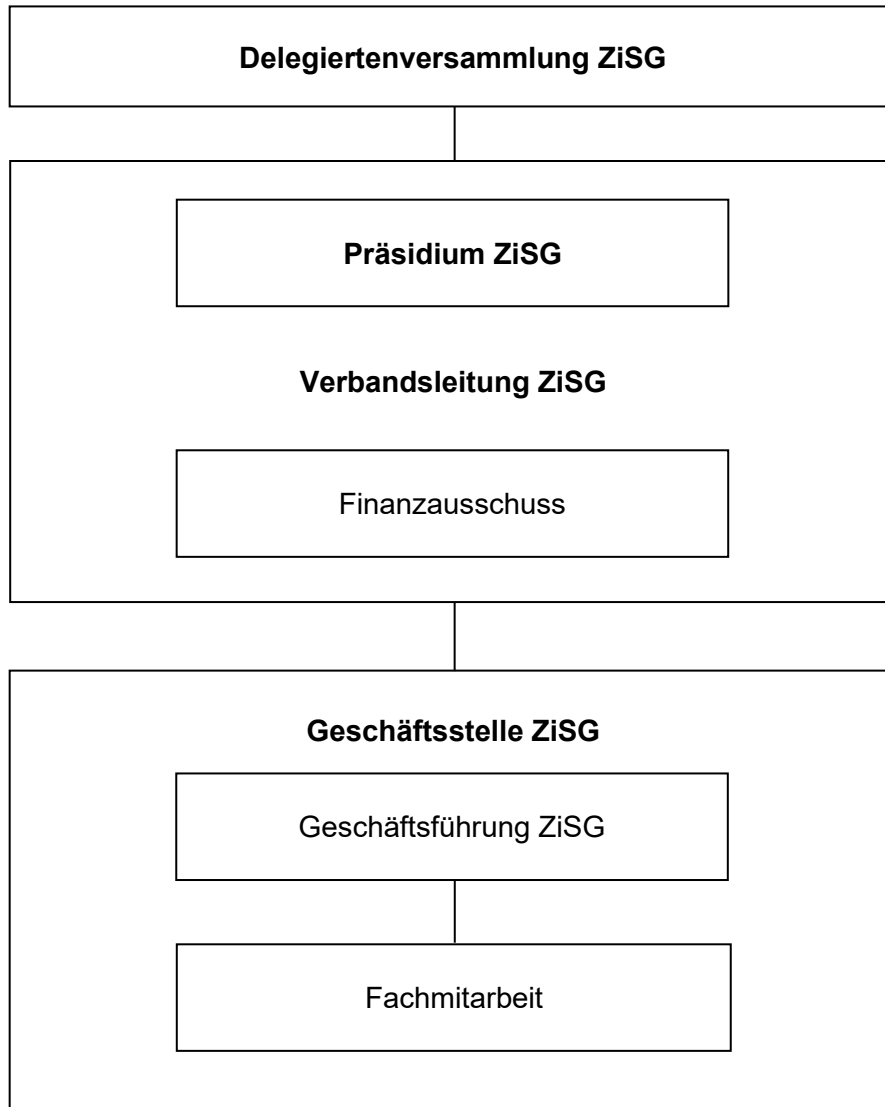 Delegiertenversammlung ZiSG
Präsidium ZiSG
Verbandsleitung ZiSG
Finanzausschuss
Geschäftsstelle ZiSG
Geschäftsführung ZiSG
Fachmitarbeit